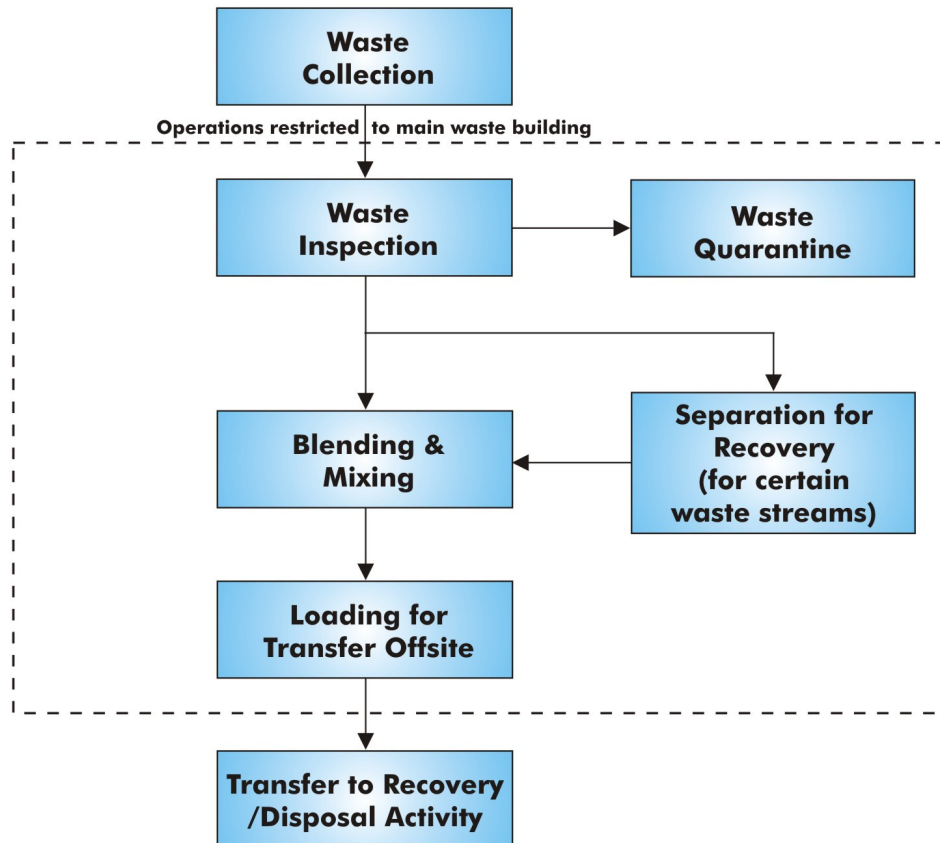 Waste
Collection
Operations restricted to main waste building
Waste
Inspection
Waste
Quarantine
Separation for
Recovery
(for certain
waste streams)
Blending &
Mixing
Loading for
Transfer Offsite
Transfer to Recovery
/Disposal Activity